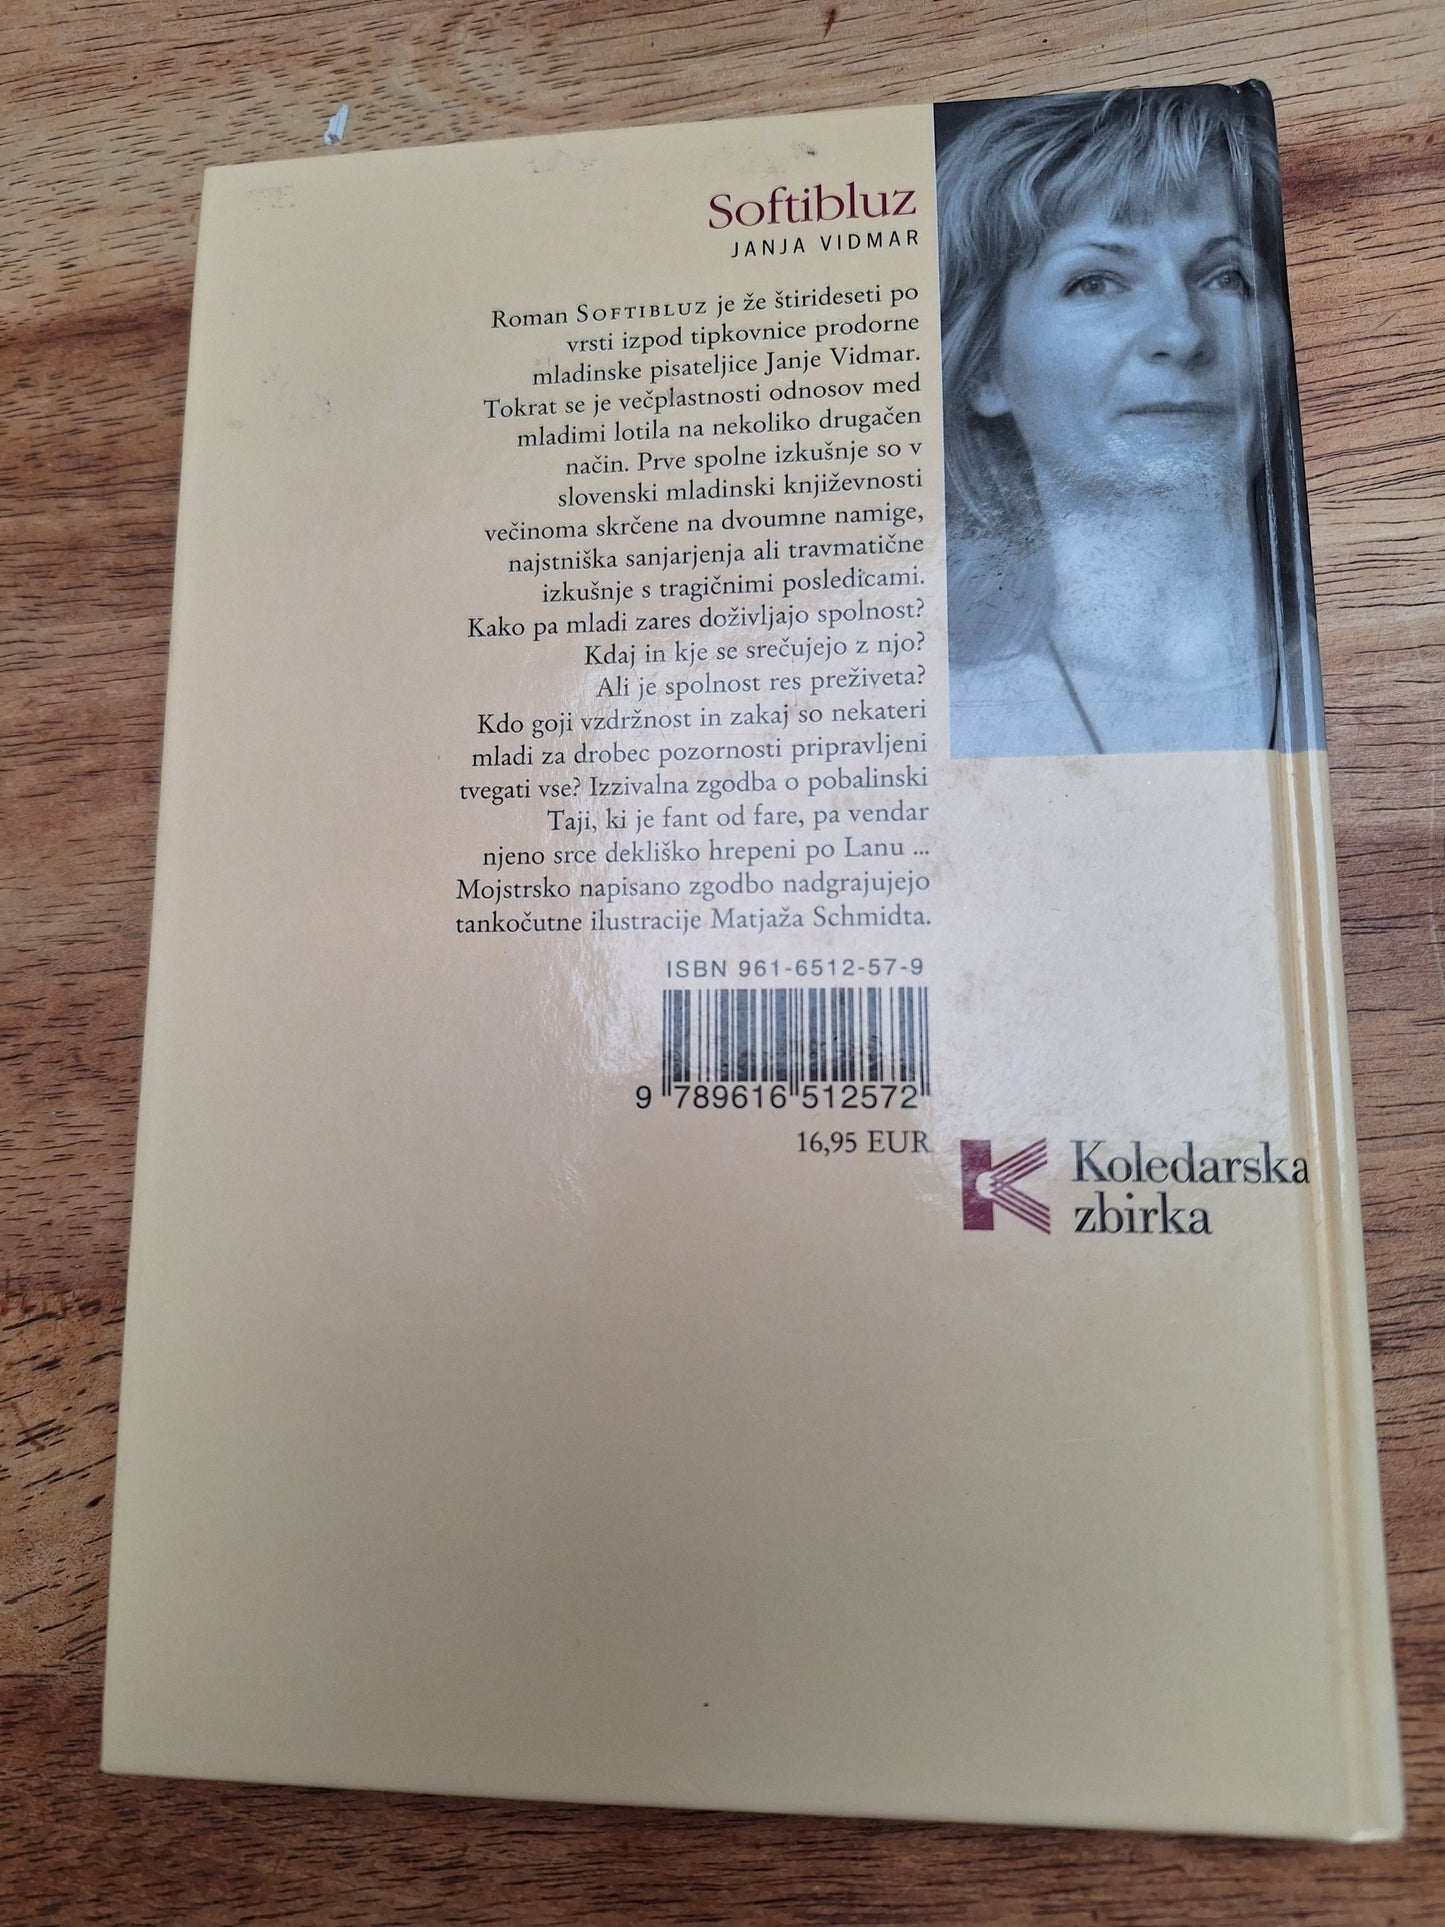 Softibluz
JANJA VIDMAR
Roman SOFTIBLUZ je že štirideseti po
vrsti izpod tipkovnice prodorne
mladinske pisateljice Janje Vidmar.
Tokrat se je večplastnosti odnosov med
mladimi lotila na nekoliko drugačen
način. Prve spolne izkušnje so v
slovenski mladinski književnosti
večinoma skrčene na dvoumne namige,
najstniška sanjarjenja ali travmatične
izkušnje s tragičnimi posledicami.
Kako pa mladi zares doživljajo spolnost?
Kdaj in kje se srečujejo z njo?
Ali je spolnost res preživeta?
Kdo goji vzdržnost in zakaj so nekateri
mladi za drobec pozornosti pripravljeni
tvegati vse? Izzivalna zgodba o pobalinski
Taji, ki je fant od fare, pa vendar
njeno srce dekliško hrepeni po Lanu ...
Mojstrsko napisano zgodbo nadgrajujejo
tankočutne ilustracije Matjaža Schmidta.
ISBN 961-6512-57-9
9 789616 512572
16,95 EUR
Koledarska
zbirka